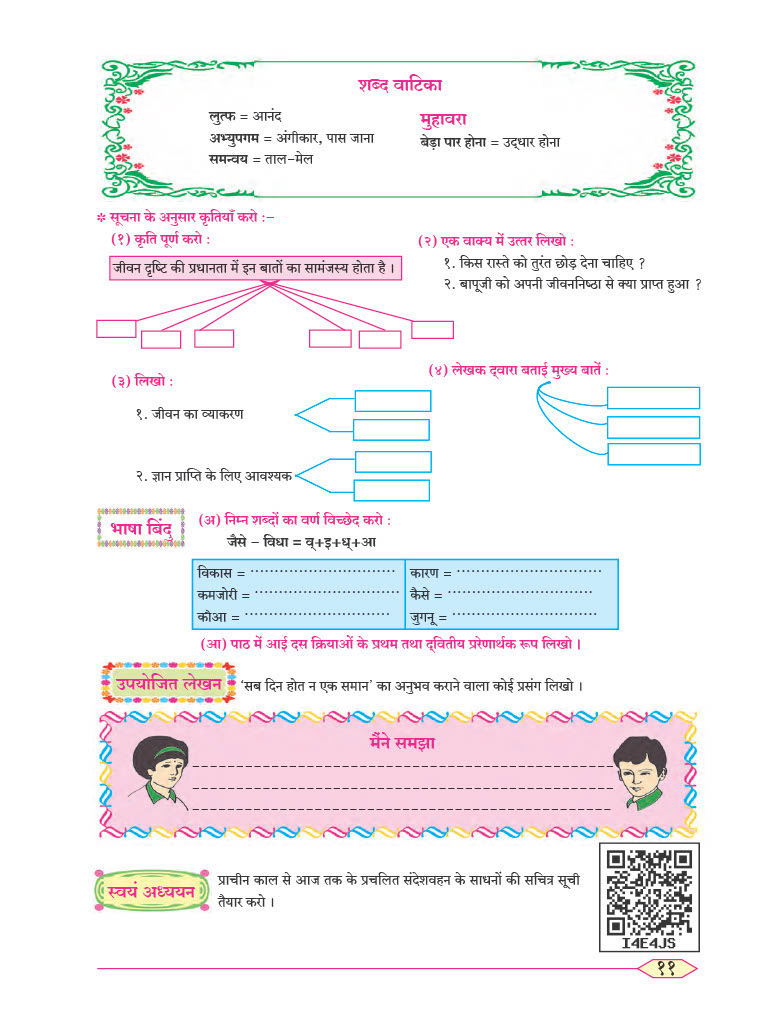 शब्द वाटिका
लुत्फ = आनंद
अभ्युपगम = अंगीकार, पास जाना
समन्वय = ताल-मेल
मुहावरा
बेड़ा पार होना = उद्धार होना
* सूचना के अनुसार कृतियाँ करो :-
(१) कृति पूर्ण करो :
जीवन दृष्टि की प्रधानता में इन बातों का सामंजस्य होता है ।
(२) एक वाक्य में उत्तर लिखो :
१. किस रास्ते को तुरंत छोड़ देना चाहिए ?
२. बापूजी को अपनी जीवननिष्ठा से क्या प्राप्त हुआ ?
(३) लिखो :
१. जीवन का व्याकरण
२. ज्ञान प्राप्ति के लिए आवश्यक
(४) लेखक द्वारा बताई मुख्य बातें :
भाषा बिंदु
(अ) निम्न शब्दों का वर्ण विच्छेद करो :
जैसे - विधा = व्+इ+ध्+आ
विकास = ..............................
कमजोरी = ..............................
कौआ = ..............................
कारण = ..............................
कैसे = ..............................
जुगनू = ..............................
(आ) पाठ में आई दस क्रियाओं के प्रथम तथा द्वितीय प्ररेणार्थक रूप लिखो ।
उपयोजित लेखन
‘सब दिन होत न एक समान’ का अनुभव कराने वाला कोई प्रसंग लिखो ।
मैंने समझा
स्वयं अध्ययन
प्राचीन काल से आज तक के प्रचलित संदेशवहन के साधनों की सचित्र सूची
तैयार करो ।
I4E4JS
११